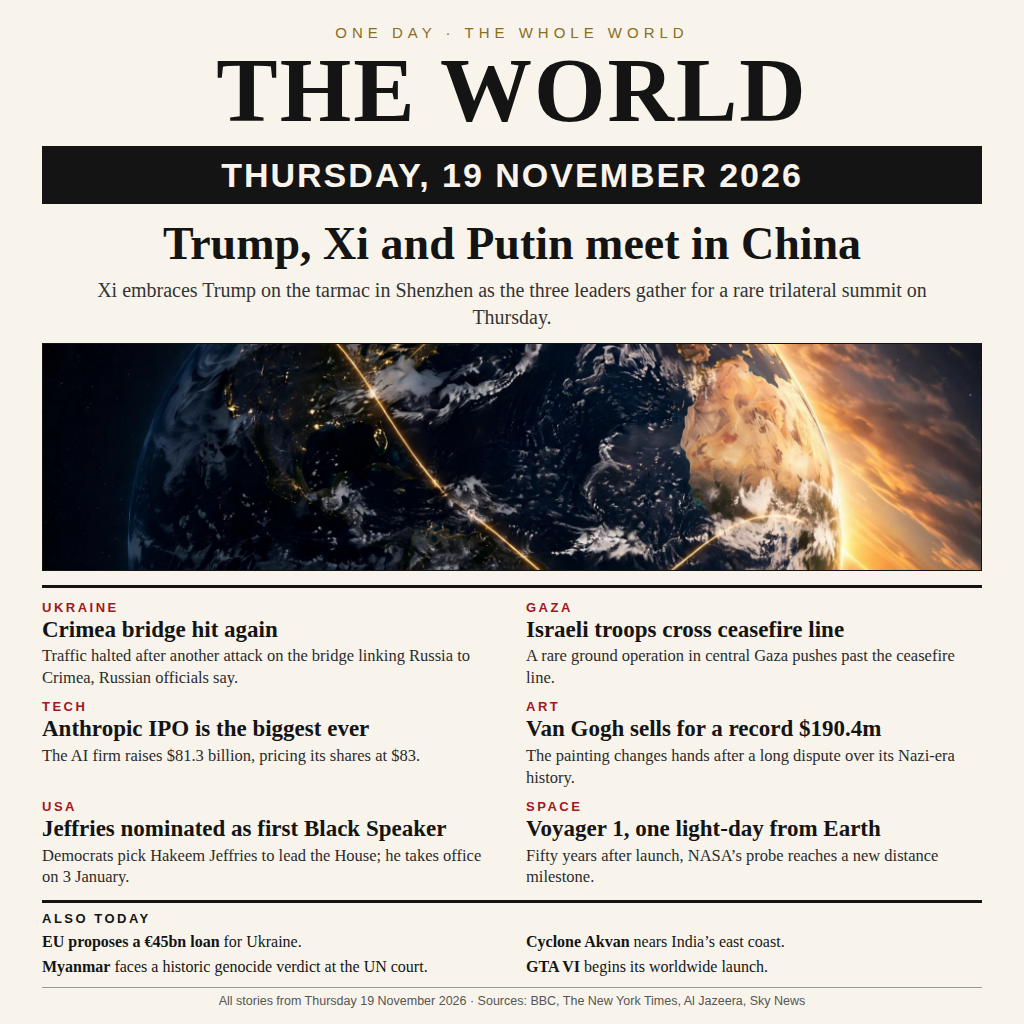 ONE DAY · THE WHOLE WORLD
THE WORLD
THURSDAY, 19 NOVEMBER 2026
Trump, Xi and Putin meet in China
Xi embraces Trump on the tarmac in Shenzhen as the three leaders gather for a rare trilateral summit on
Thursday.
UKRAINE
Crimea bridge hit again
Traffic halted after another attack on the bridge linking Russia to
Crimea, Russian officials say.
GAZA
Israeli troops cross ceasefire line
A rare ground operation in central Gaza pushes past the ceasefire
line.
TECH
Anthropic IPO is the biggest ever
The AI firm raises $81.3 billion, pricing its shares at $83.
ART
Van Gogh sells for a record $190.4m
The painting changes hands after a long dispute over its Nazi-era
history.
USA
Jeffries nominated as first Black Speaker
Democrats pick Hakeem Jeffries to lead the House; he takes office
on 3 January.
SPACE
Voyager 1, one light-day from Earth
Fifty years after launch, NASA’s probe reaches a new distance
milestone.
ALSO TODAY
EU proposes a €45bn loan for Ukraine.
Myanmar faces a historic genocide verdict at the UN court.
Cyclone Akvan nears India’s east coast.
GTA VI begins its worldwide launch.
All stories from Thursday 19 November 2026 · Sources: BBC, The New York Times, Al Jazeera, Sky News